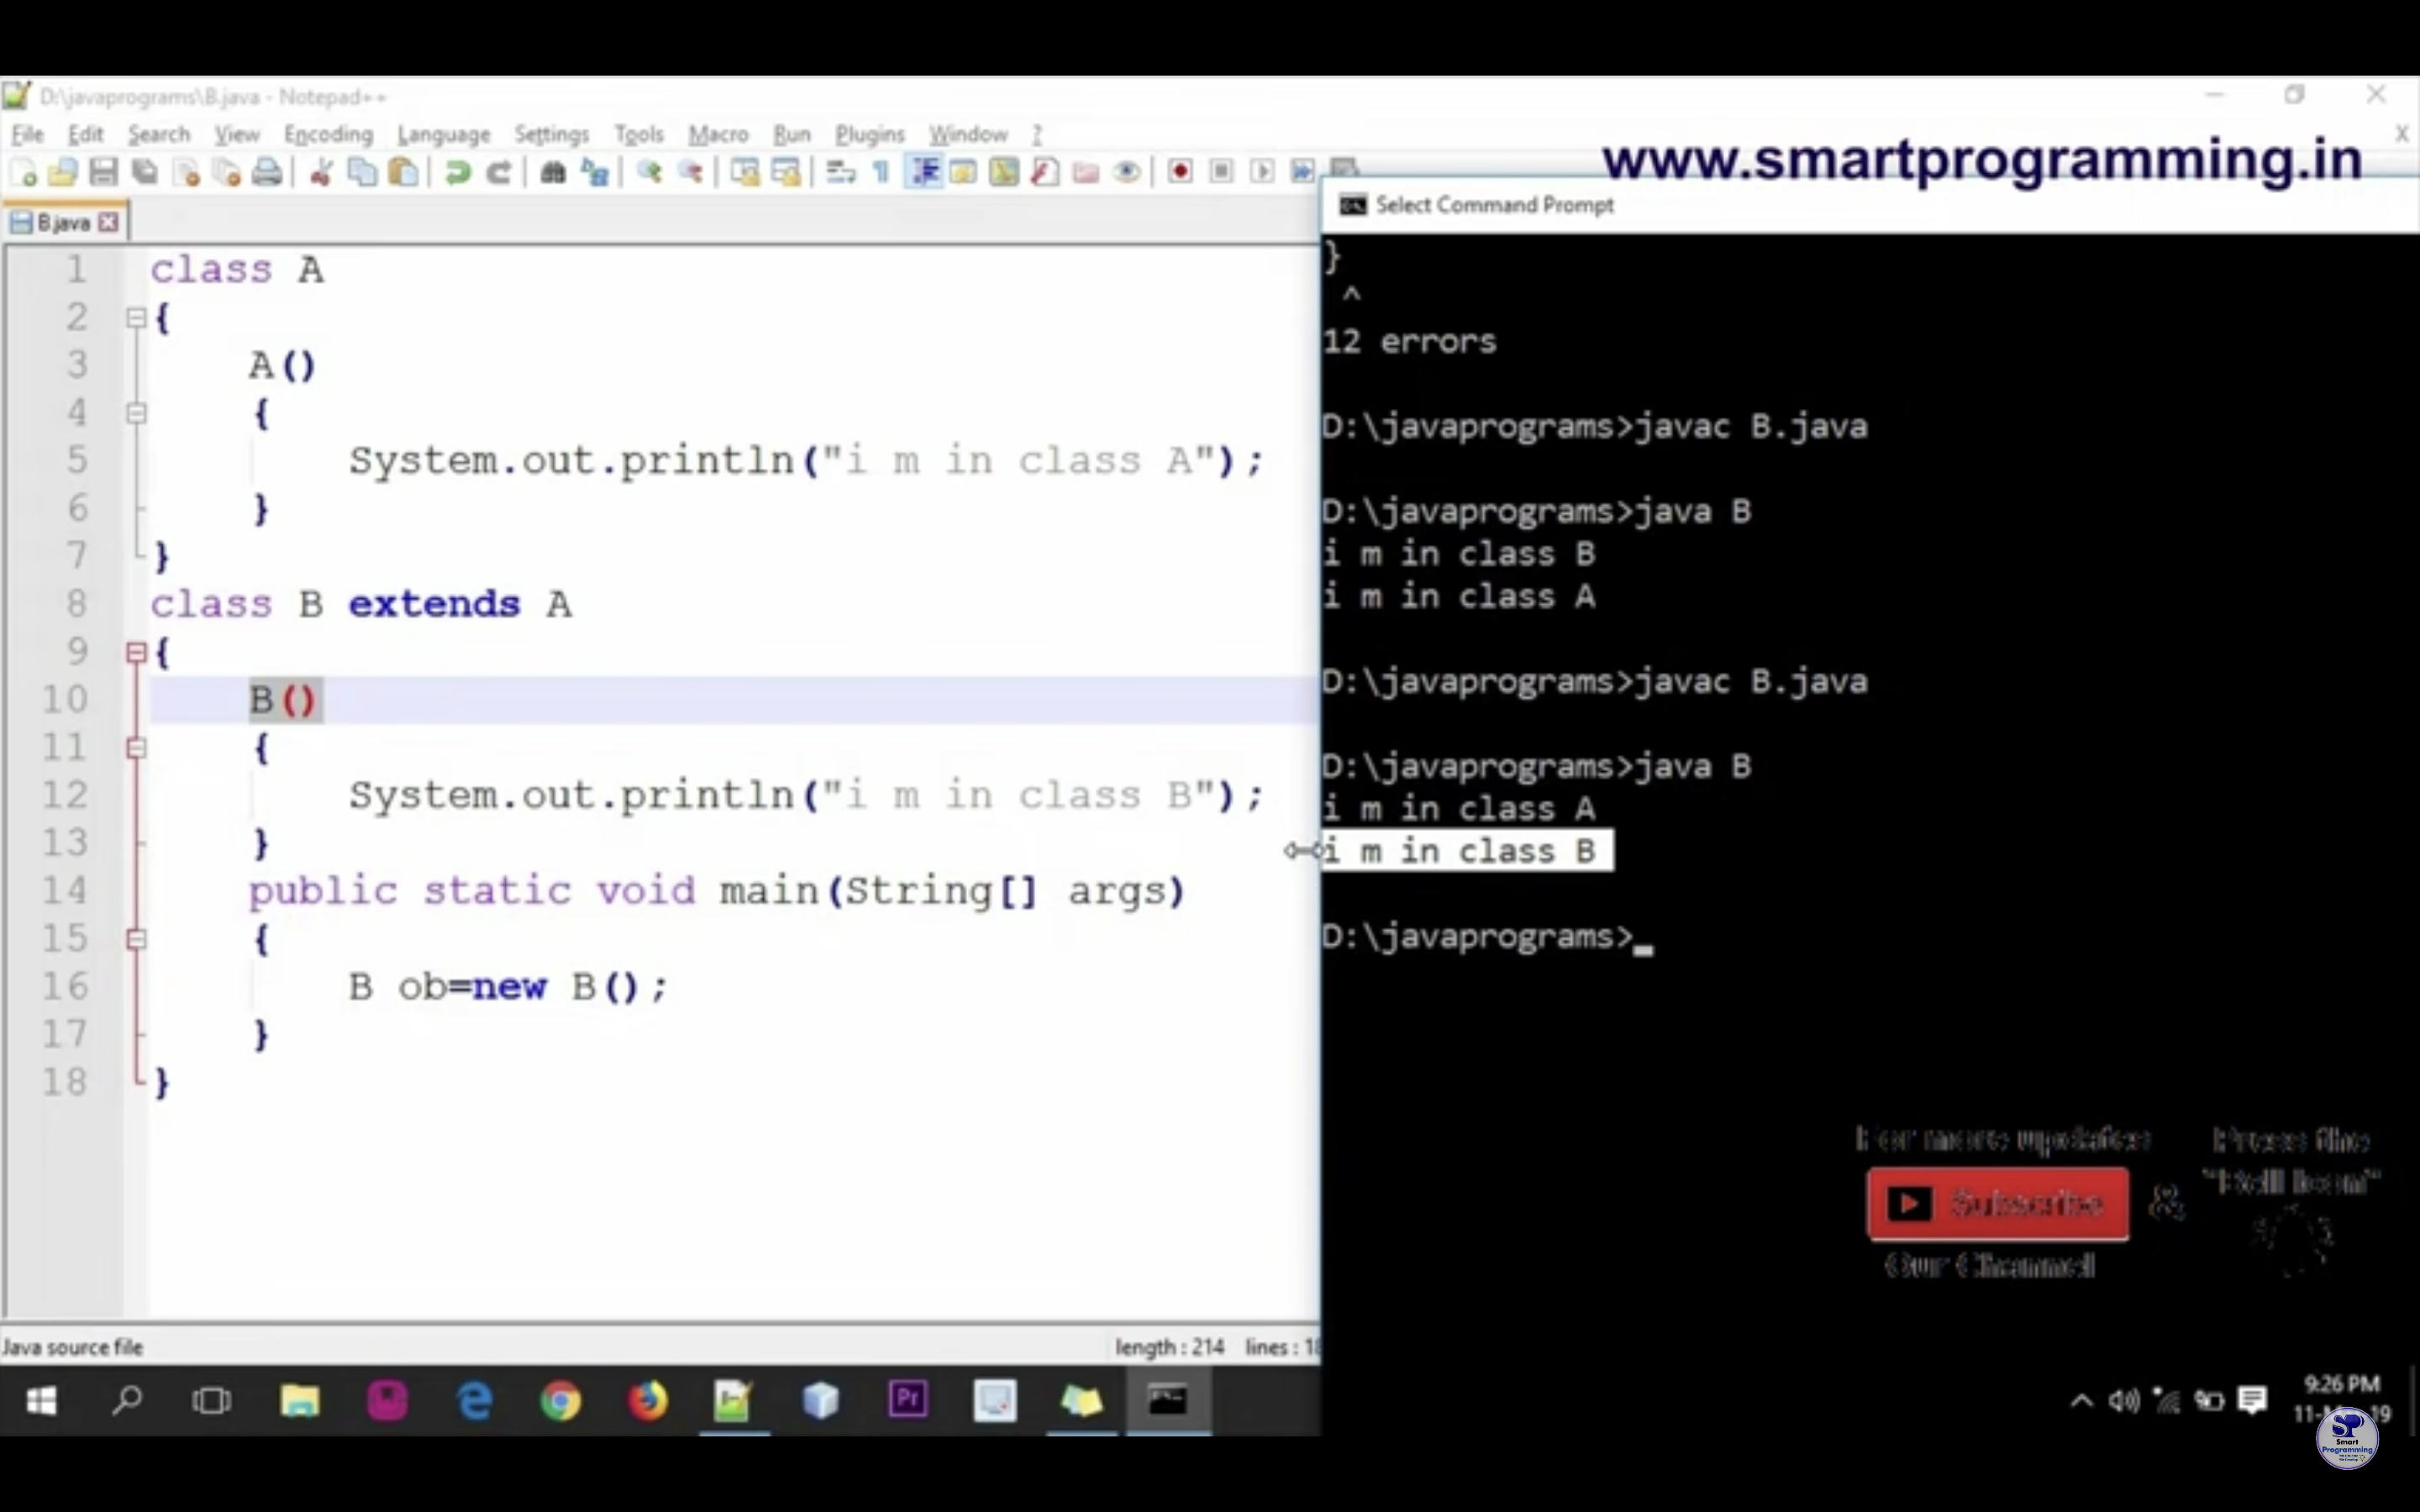 D:\javaprograms\B.java - Notepad++
File Edit Search View Encoding Language Settings Tools Macro Run Plugins Window ?
X
www.smartprogramming.in
B.java
1 class A
2 {
3 A()
4 {
5 System.out.println("i m in class A");
6 }
7 }
8 class B extends A
9 {
10 B()
11 {
12 System.out.println("i m in class B");
13 }
14 public static void main(String[] args)
15 {
16 B ob=new B();
17 }
18 }
Select Command Prompt
}
^
12 errors
D:\javaprograms>javac B.java
D:\javaprograms>java B
i m in class B
i m in class A
D:\javaprograms>javac B.java
D:\javaprograms>java B
i m in class A
i m in class B
D:\javaprograms>_
For more updates
Subscribe
Our Channel
&
Press the
"Bell Icon"
Java source file
length : 214 lines : 18
Pr
9:26 PM
SP
Smart
Programming